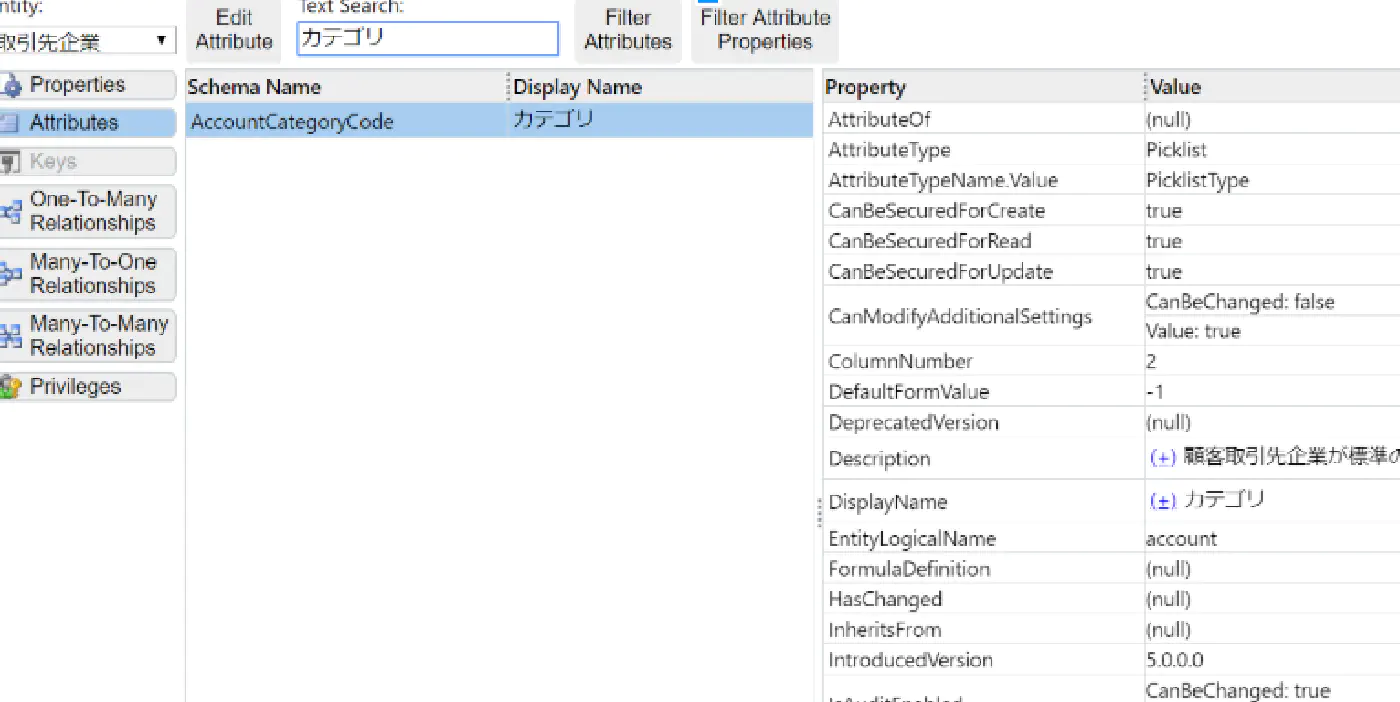 Edit
Attribute
Text Search:
Filter
Attributes
Filter Attribute
Properties
取引先企業
カテゴリ
Properties
Attributes
Keys
One-To-Many
Relationships
Many-To-One
Relationships
Many-To-Many
Relationships
Privileges
Schema Name Display Name
AccountCategoryCode カテゴリ
Property Value
AttributeOf (null)
AttributeType Picklist
AttributeTypeName.Value PicklistType
CanBeSecuredForCreate true
CanBeSecuredForRead true
CanBeSecuredForUpdate true
CanModifyAdditionalSettings CanBeChanged: false
Value: true
ColumnNumber 2
DefaultFormValue -1
DeprecatedVersion (null)
Description (+) 顧客取引先企業が標準の
DisplayName (+) カテゴリ
EntityLogicalName account
FormulaDefinition (null)
HasChanged (null)
InheritsFrom (null)
IntroducedVersion 5.0.0.0
CanBeChanged: true